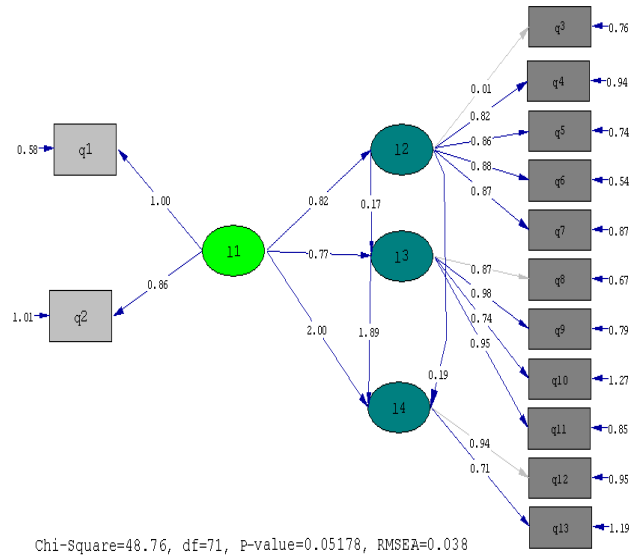 q3
0.76
q4
0.94
0.01
0.82
q5
0.74
0.58
q1
l2
0.86
0.88
q6
0.54
0.87
1.00
0.82
0.17
q7
0.87
l1
0.77
l3
0.87
q8
0.67
0.98
0.86
0.74
q9
0.79
1.01
q2
2.00
1.89
0.95
0.19
q10
1.27
l4
q11
0.85
0.94
0.71
q12
0.95
q13
1.19
Chi-Square=48.76, df=71, P-value=0.05178, RMSEA=0.038